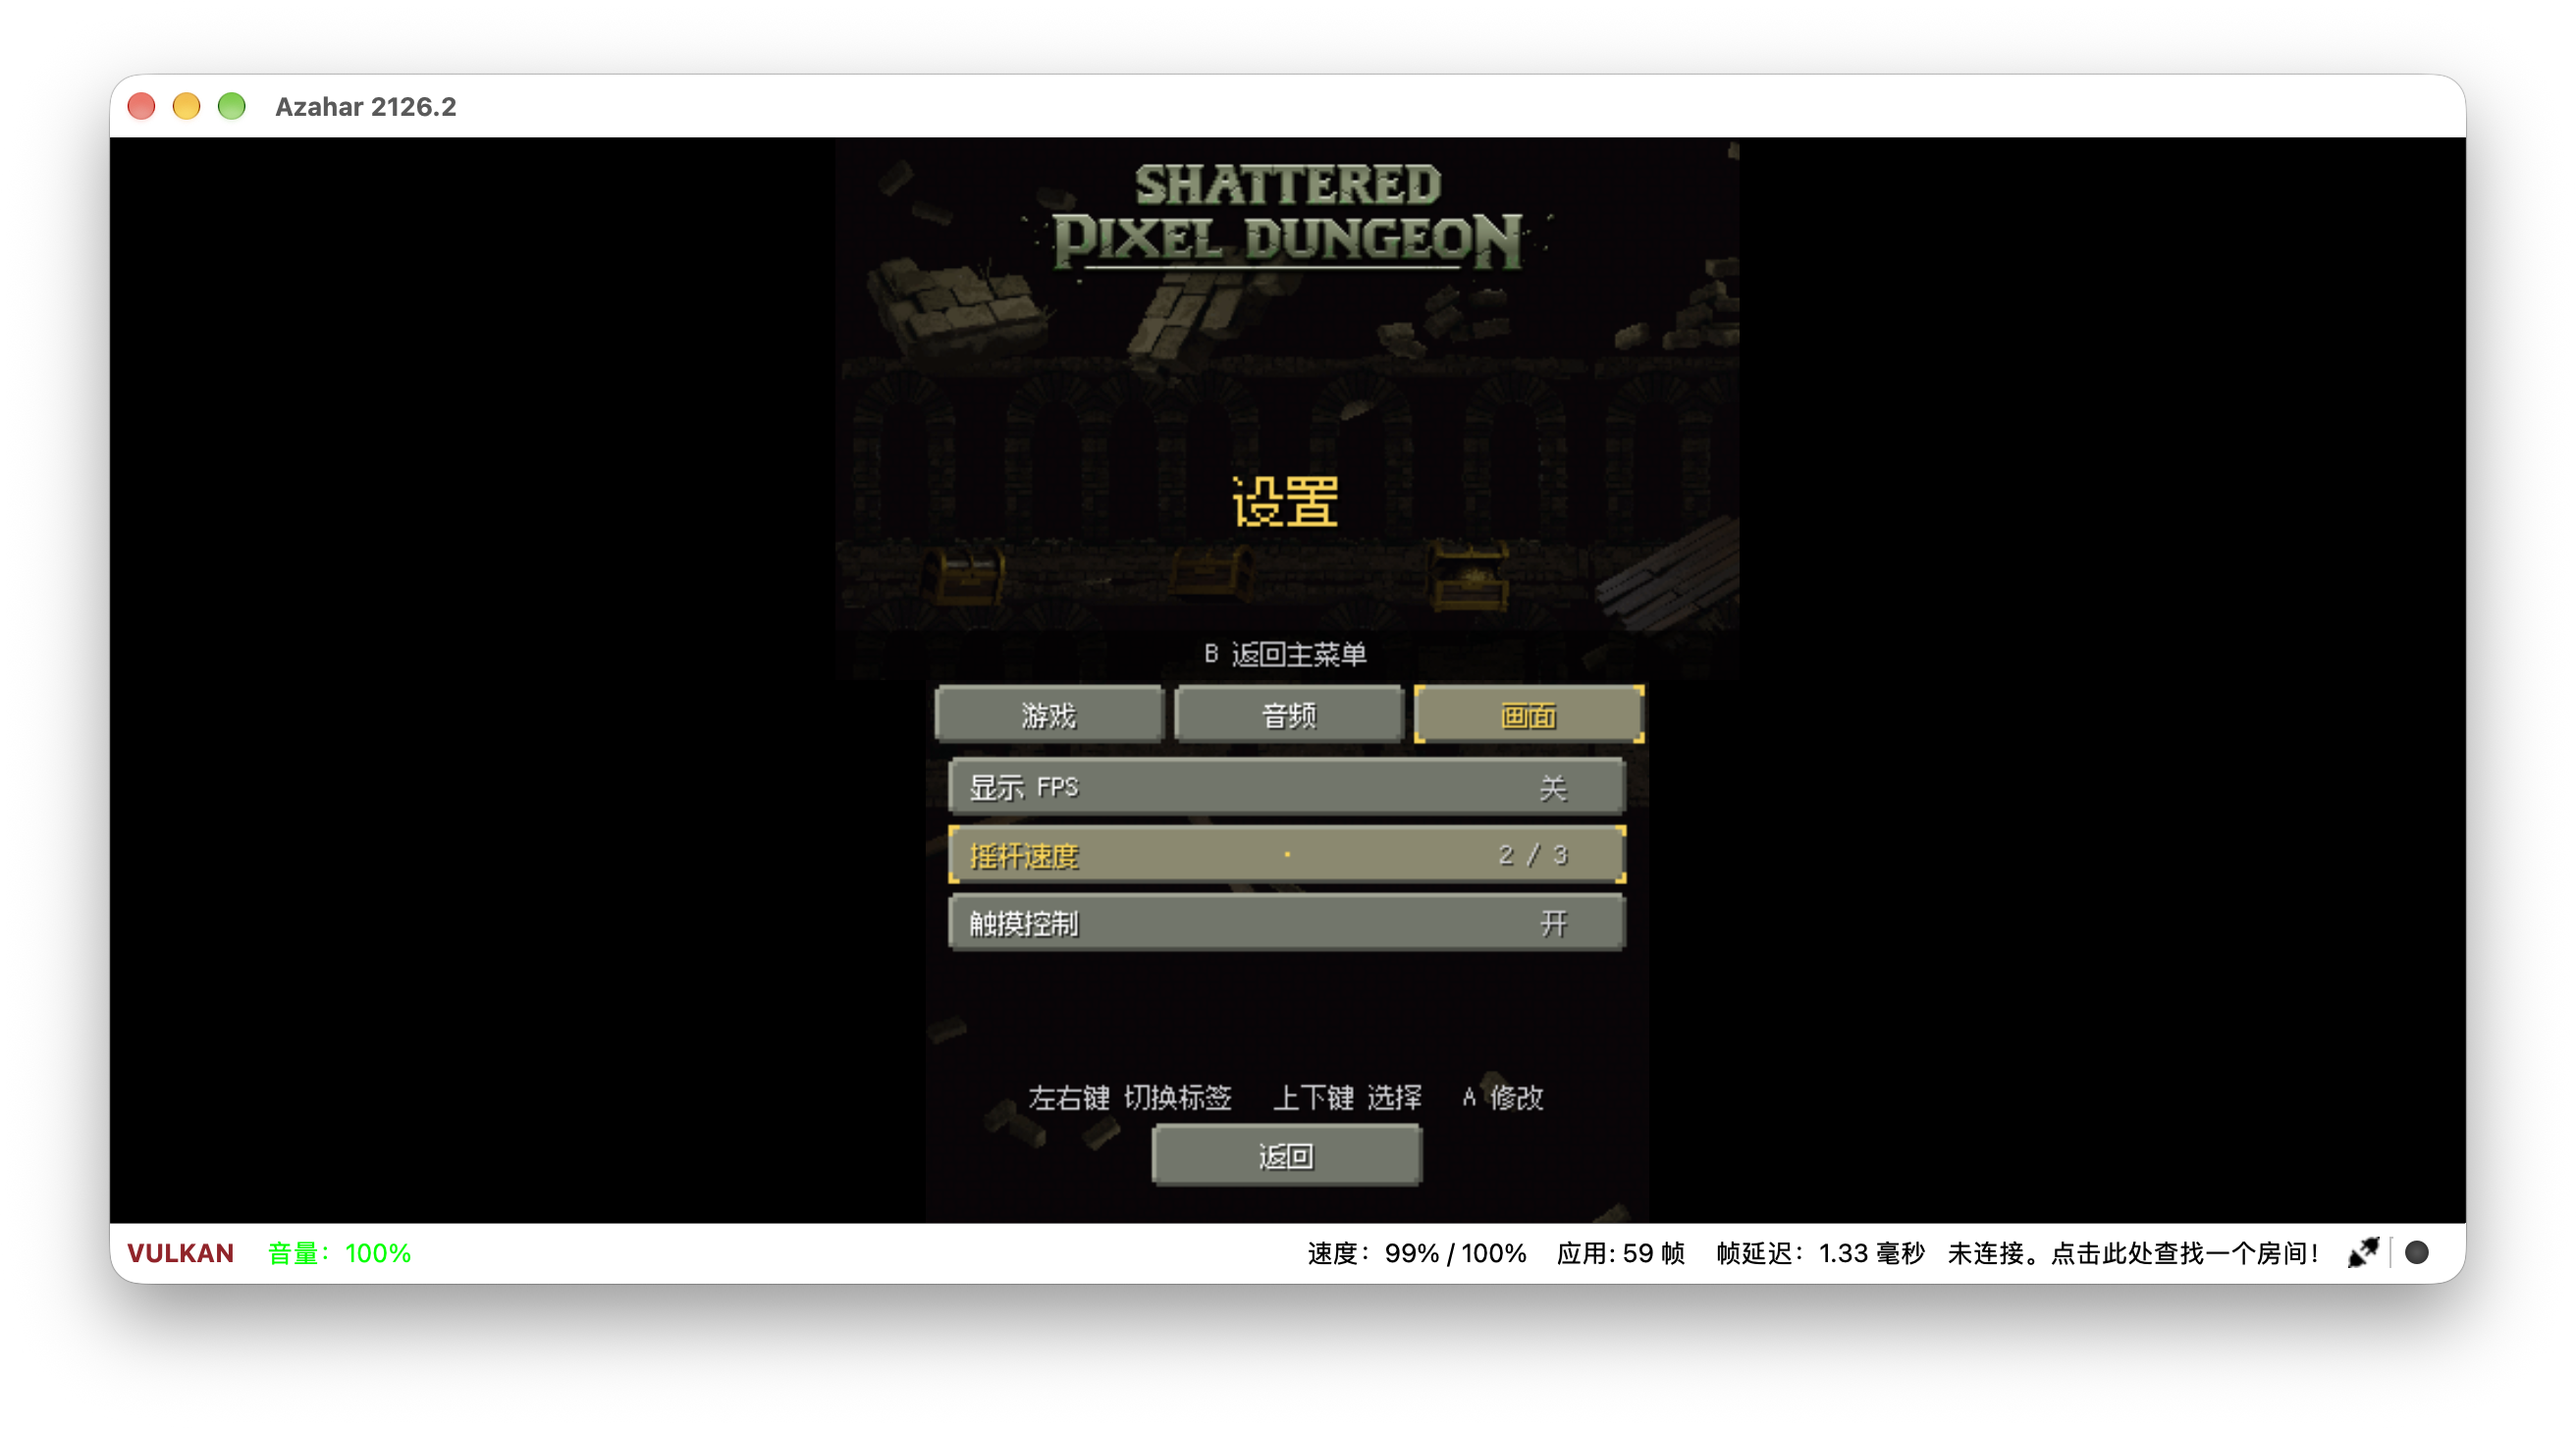 Azahar 2126.2
SHATTERED
PIXEL DUNGEON
设置
B 返回主菜单
游戏 音频 画面
显示 FPS 关
摇杆速度 2 / 3
触摸控制 开
左右键 切换标签 上下键 选择 A 修改
返回
VULKAN 音量：100% 速度：99% / 100% 应用: 59 帧 帧延迟：1.33 毫秒 未连接。点击此处查找一个房间！